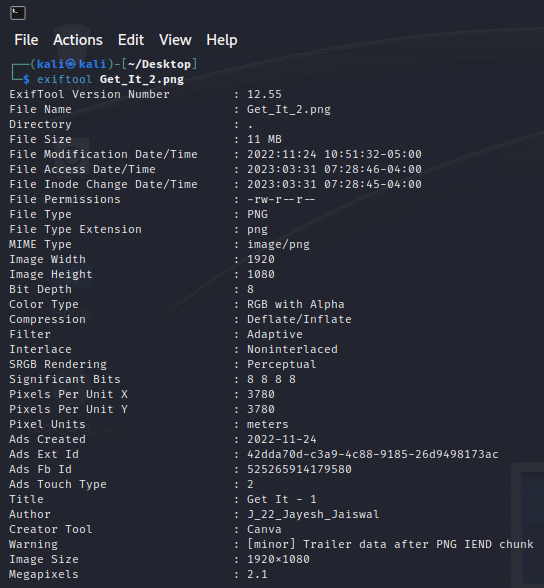 File Actions Edit View Help
┌──(kali㉿kali)-[~/Desktop]
└─$ exiftool Get_It_2.png
ExifTool Version Number : 12.55
File Name : Get_It_2.png
Directory : .
File Size : 11 MB
File Modification Date/Time : 2022:11:24 10:51:32-05:00
File Access Date/Time : 2023:03:31 07:28:46-04:00
File Inode Change Date/Time : 2023:03:31 07:28:45-04:00
File Permissions : -rw-r--r--
File Type : PNG
File Type Extension : png
MIME Type : image/png
Image Width : 1920
Image Height : 1080
Bit Depth : 8
Color Type : RGB with Alpha
Compression : Deflate/Inflate
Filter : Adaptive
Interlace : Noninterlaced
SRGB Rendering : Perceptual
Significant Bits : 8 8 8 8
Pixels Per Unit X : 3780
Pixels Per Unit Y : 3780
Pixel Units : meters
Ads Created : 2022-11-24
Ads Ext Id : 42dda70d-c3a9-4c88-9185-26d9498173ac
Ads Fb Id : 525265914179580
Ads Touch Type : 2
Title : Get It - 1
Author : J_22_Jayesh_Jaiswal
Creator Tool : Canva
Warning : [minor] Trailer data after PNG IEND chunk
Image Size : 1920×1080
Megapixels : 2.1